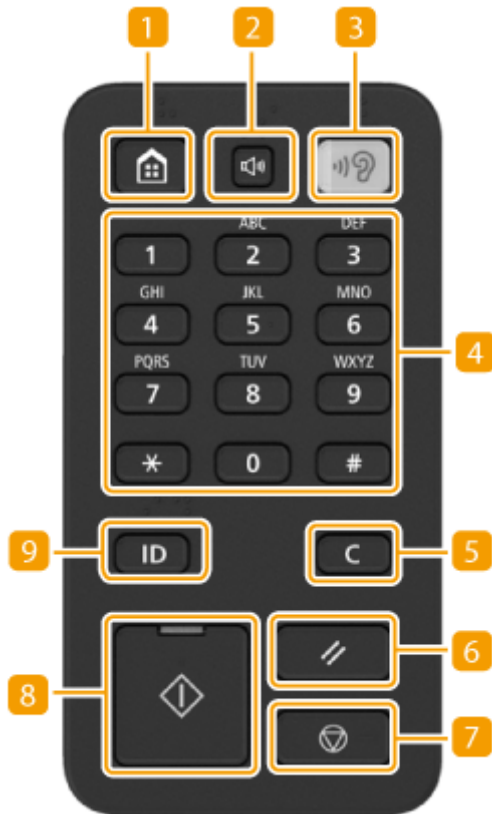 1 2 3
ABC DEF
1 2 3
GHI JKL MNO
4 5 6
4
PQRS TUV WXYZ
7 8 9
* 0 #
9 ID C 5
6
8
7